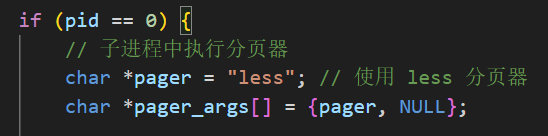 if (pid == 0) {
// 子进程中执行分页器
char *pager = "less"; // 使用 less 分页器
char *pager_args[] = {pager, NULL};